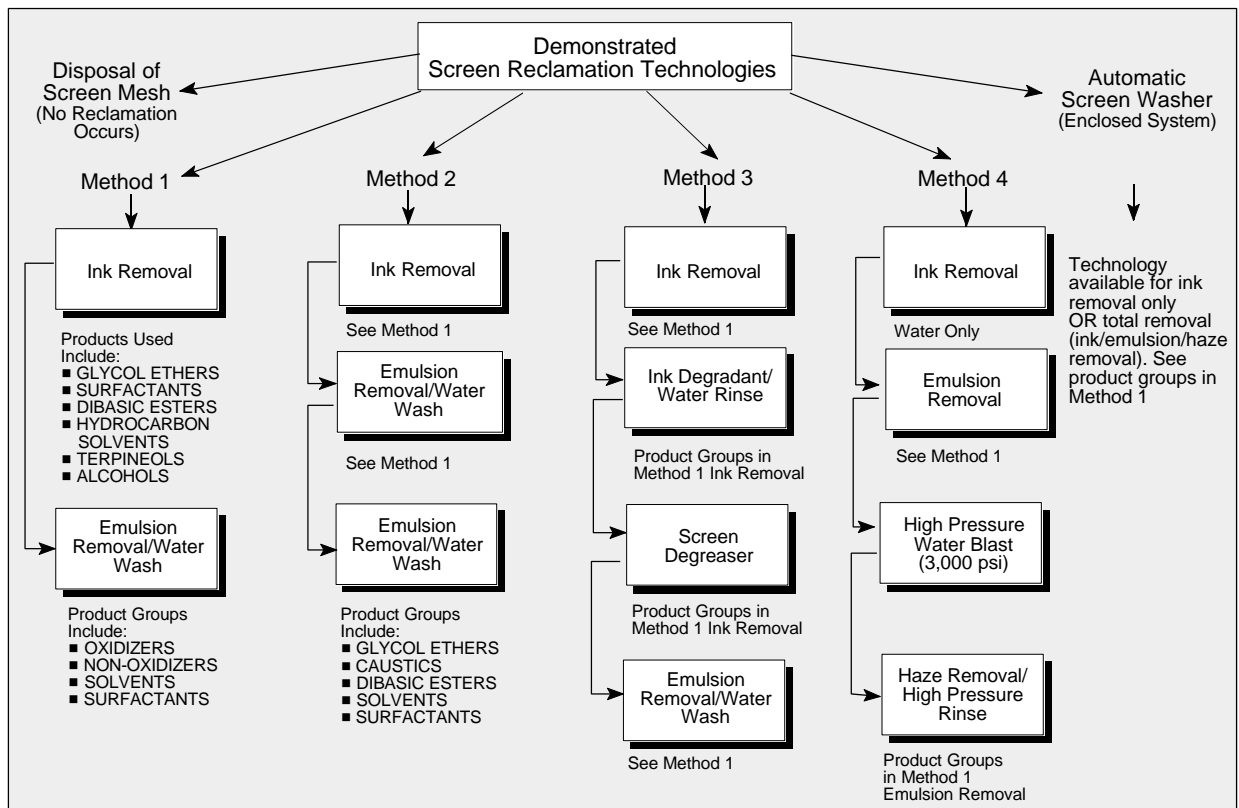 Demonstrated
Screen Reclamation Technologies
Disposal of
Screen Mesh
(No Reclamation
Occurs)
Automatic
Screen Washer
(Enclosed System)
Method 1
Ink Removal
Products Used
Include:
■ GLYCOL ETHERS
■ SURFACTANTS
■ DIBASIC ESTERS
■ HYDROCARBON
SOLVENTS
■ TERPINEOLS
■ ALCOHOLS
Emulsion
Removal/Water
Wash
Product Groups
Include:
■ OXIDIZERS
■ NON-OXIDIZERS
■ SOLVENTS
■ SURFACTANTS
Method 2
Ink Removal
See Method 1
Emulsion
Removal/Water
Wash
See Method 1
Emulsion
Removal/Water
Wash
Product Groups
Include:
■ GLYCOL ETHERS
■ CAUSTICS
■ DIBASIC ESTERS
■ SOLVENTS
■ SURFACTANTS
Method 3
Ink Removal
See Method 1
Ink Degradant/
Water Rinse
Product Groups in
Method 1 Ink Removal
Screen
Degreaser
Product Groups in
Method 1 Ink Removal
Emulsion
Removal/Water
Wash
See Method 1
Method 4
Ink Removal
Water Only
Emulsion
Removal
See Method 1
High Pressure
Water Blast
(3,000 psi)
Haze Removal/
High Pressure
Rinse
Product Groups
in Method 1
Emulsion Removal
Technology
available for ink
removal only
OR total removal
(ink/emulsion/haze
removal). See
product groups in
Method 1